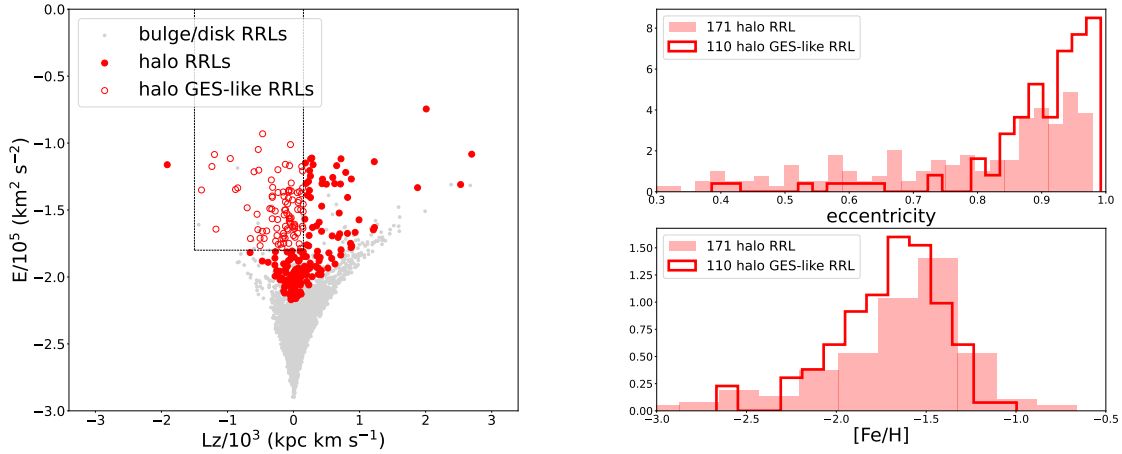 0.0
−0.5
−1.0
−1.5
−2.0
−2.5
−3.0
E/10⁵ (km² s⁻²)
bulge/disk RRLs
halo RRLs
halo GES-like RRLs
−3 −2 −1 0 1 2 3
Lz/10³ (kpc km s⁻¹)
8
6
4
2
0
171 halo RRL
110 halo GES-like RRL
0.3 0.4 0.5 0.6 0.7 0.8 0.9 1.0
eccentricity
1.50
1.25
1.00
0.75
0.50
0.25
0.00
171 halo RRL
110 halo GES-like RRL
−3.0 −2.5 −2.0 −1.5 −1.0 −0.5
[Fe/H]